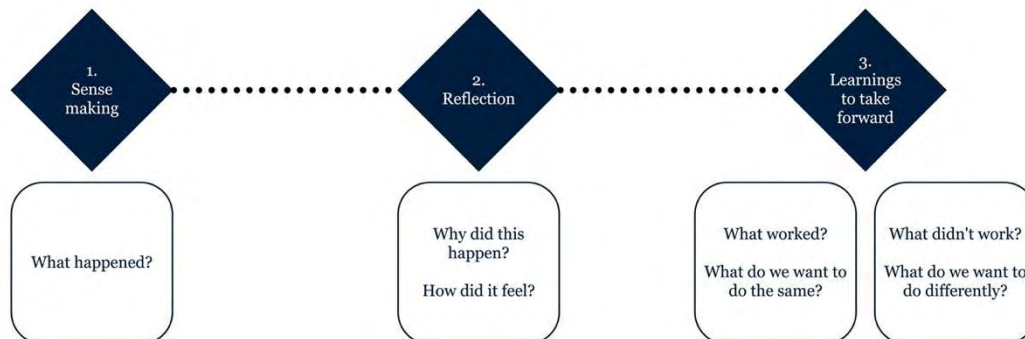 1.
Sense
making
2.
Reflection
3.
Learnings
to take
forward
What happened?
Why did this
happen?
How did it feel?
What worked?
What do we want to
do the same?
What didn't work?
What do we want to
do differently?